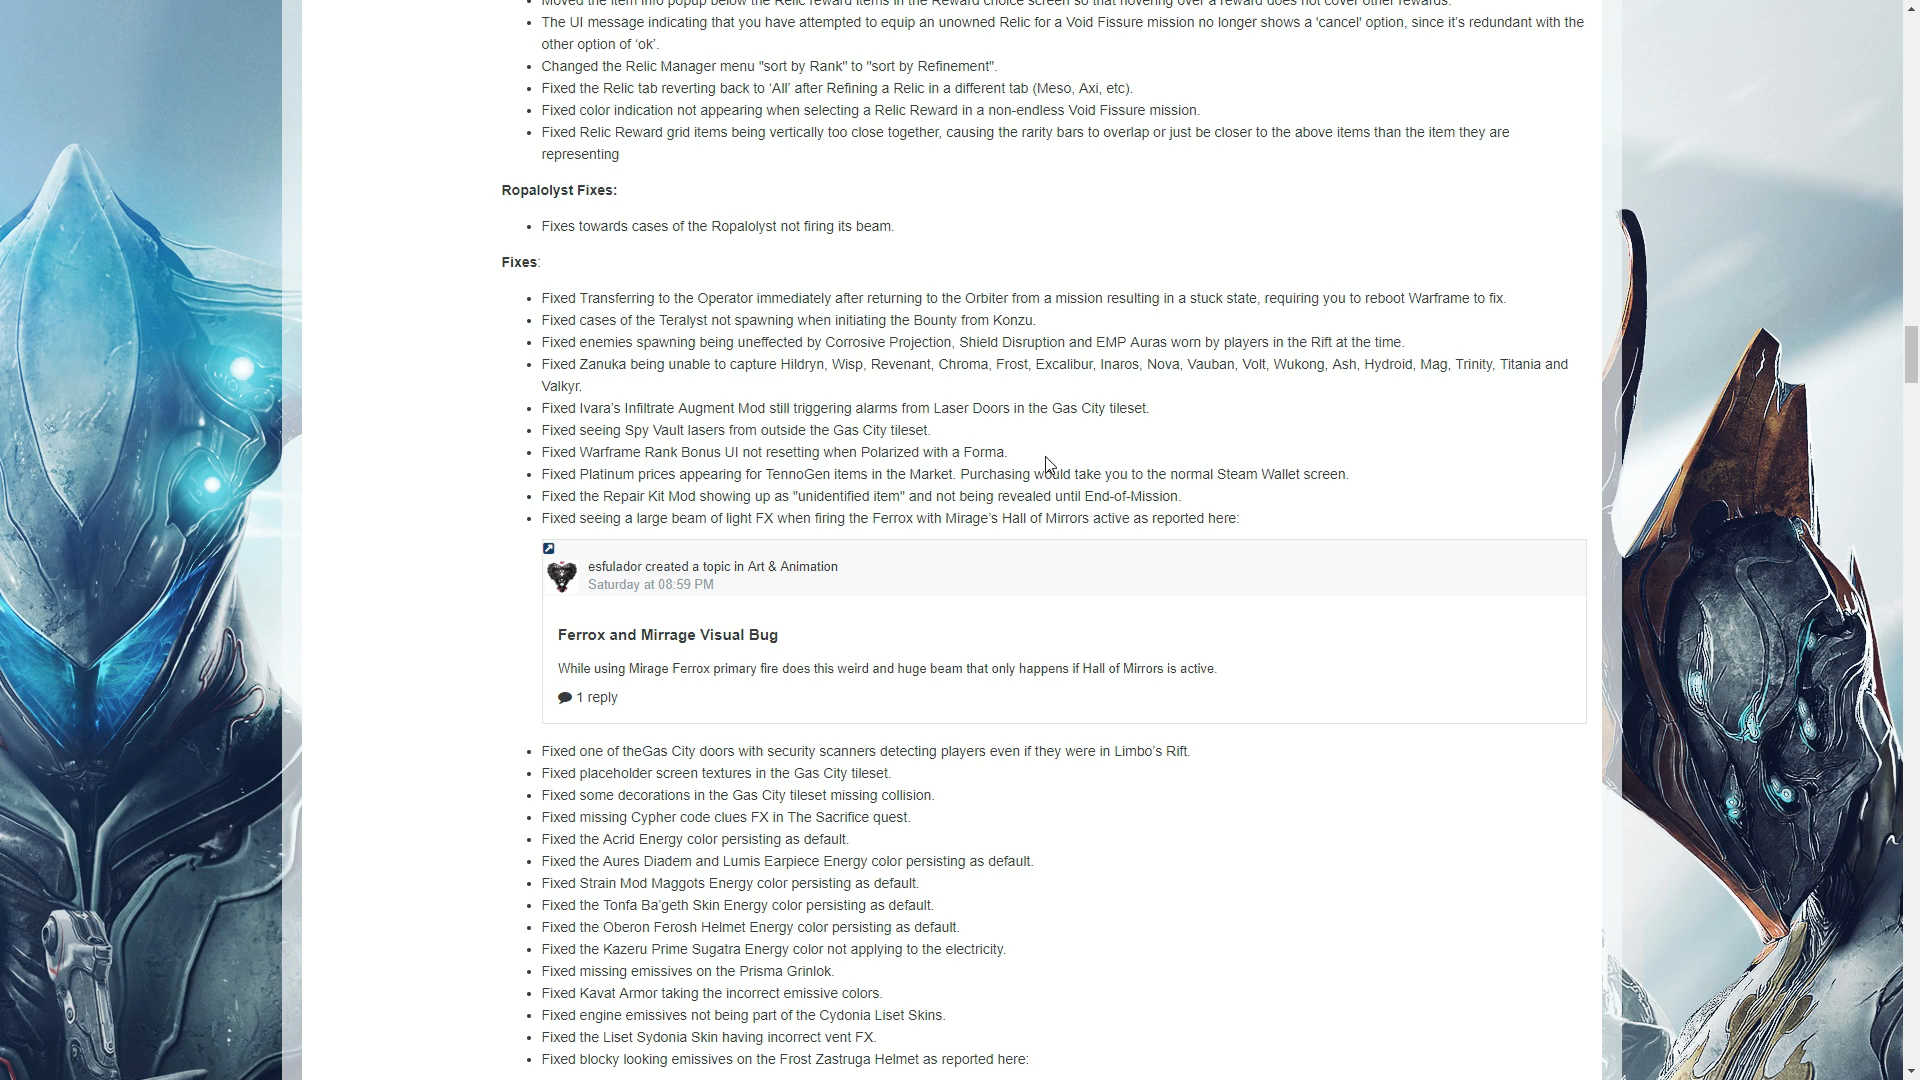 Moved the item info popup below the Relic reward items in the Reward choice screen so that hovering over a reward does not cover other rewards.
The UI message indicating that you have attempted to equip an unowned Relic for a Void Fissure mission no longer shows a 'cancel' option, since it's redundant with the
other option of ‘ok’.
Changed the Relic Manager menu "sort by Rank" to "sort by Refinement".
Fixed the Relic tab reverting back to ‘All’ after Refining a Relic in a different tab (Meso, Axi, etc).
Fixed color indication not appearing when selecting a Relic Reward in a non-endless Void Fissure mission.
Fixed Relic Reward grid items being vertically too close together, causing the rarity bars to overlap or just be closer to the above items than the item they are
representing
Ropalolyst Fixes:
Fixes towards cases of the Ropalolyst not firing its beam.
Fixes:
Fixed Transferring to the Operator immediately after returning to the Orbiter from a mission resulting in a stuck state, requiring you to reboot Warframe to fix.
Fixed cases of the Teralyst not spawning when initiating the Bounty from Konzu.
Fixed enemies spawning being uneffected by Corrosive Projection, Shield Disruption and EMP Auras worn by players in the Rift at the time.
Fixed Zanuka being unable to capture Hildryn, Wisp, Revenant, Chroma, Frost, Excalibur, Inaros, Nova, Vauban, Volt, Wukong, Ash, Hydroid, Mag, Trinity, Titania and
Valkyr.
Fixed Ivara’s Infiltrate Augment Mod still triggering alarms from Laser Doors in the Gas City tileset.
Fixed seeing Spy Vault lasers from outside the Gas City tileset.
Fixed Warframe Rank Bonus UI not resetting when Polarized with a Forma.
Fixed Platinum prices appearing for TennoGen items in the Market. Purchasing would take you to the normal Steam Wallet screen.
Fixed the Repair Kit Mod showing up as "unidentified item" and not being revealed until End-of-Mission.
Fixed seeing a large beam of light FX when firing the Ferrox with Mirage’s Hall of Mirrors active as reported here:
esfulador created a topic in Art & Animation
Saturday at 08:59 PM
Ferrox and Mirrage Visual Bug
While using Mirage Ferrox primary fire does this weird and huge beam that only happens if Hall of Mirrors is active.
1 reply
Fixed one of theGas City doors with security scanners detecting players even if they were in Limbo’s Rift.
Fixed placeholder screen textures in the Gas City tileset.
Fixed some decorations in the Gas City tileset missing collision.
Fixed missing Cypher code clues FX in The Sacrifice quest.
Fixed the Acrid Energy color persisting as default.
Fixed the Aures Diadem and Lumis Earpiece Energy color persisting as default.
Fixed Strain Mod Maggots Energy color persisting as default.
Fixed the Tonfa Ba’geth Skin Energy color persisting as default.
Fixed the Oberon Ferosh Helmet Energy color persisting as default.
Fixed the Kazeru Prime Sugatra Energy color not applying to the electricity.
Fixed missing emissives on the Prisma Grinlok.
Fixed Kavat Armor taking the incorrect emissive colors.
Fixed engine emissives not being part of the Cydonia Liset Skins.
Fixed the Liset Sydonia Skin having incorrect vent FX.
Fixed blocky looking emissives on the Frost Zastruga Helmet as reported here: